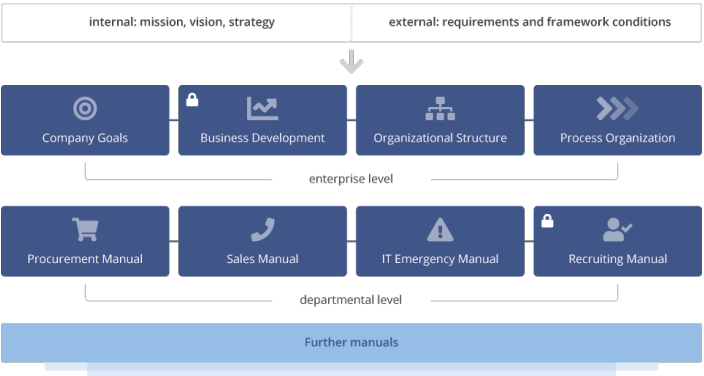 internal: mission, vision, strategy
external: requirements and framework conditions
Company Goals
Business Development
Organizational Structure
Process Organization
enterprise level
Procurement Manual
Sales Manual
IT Emergency Manual
Recruiting Manual
departmental level
Further manuals